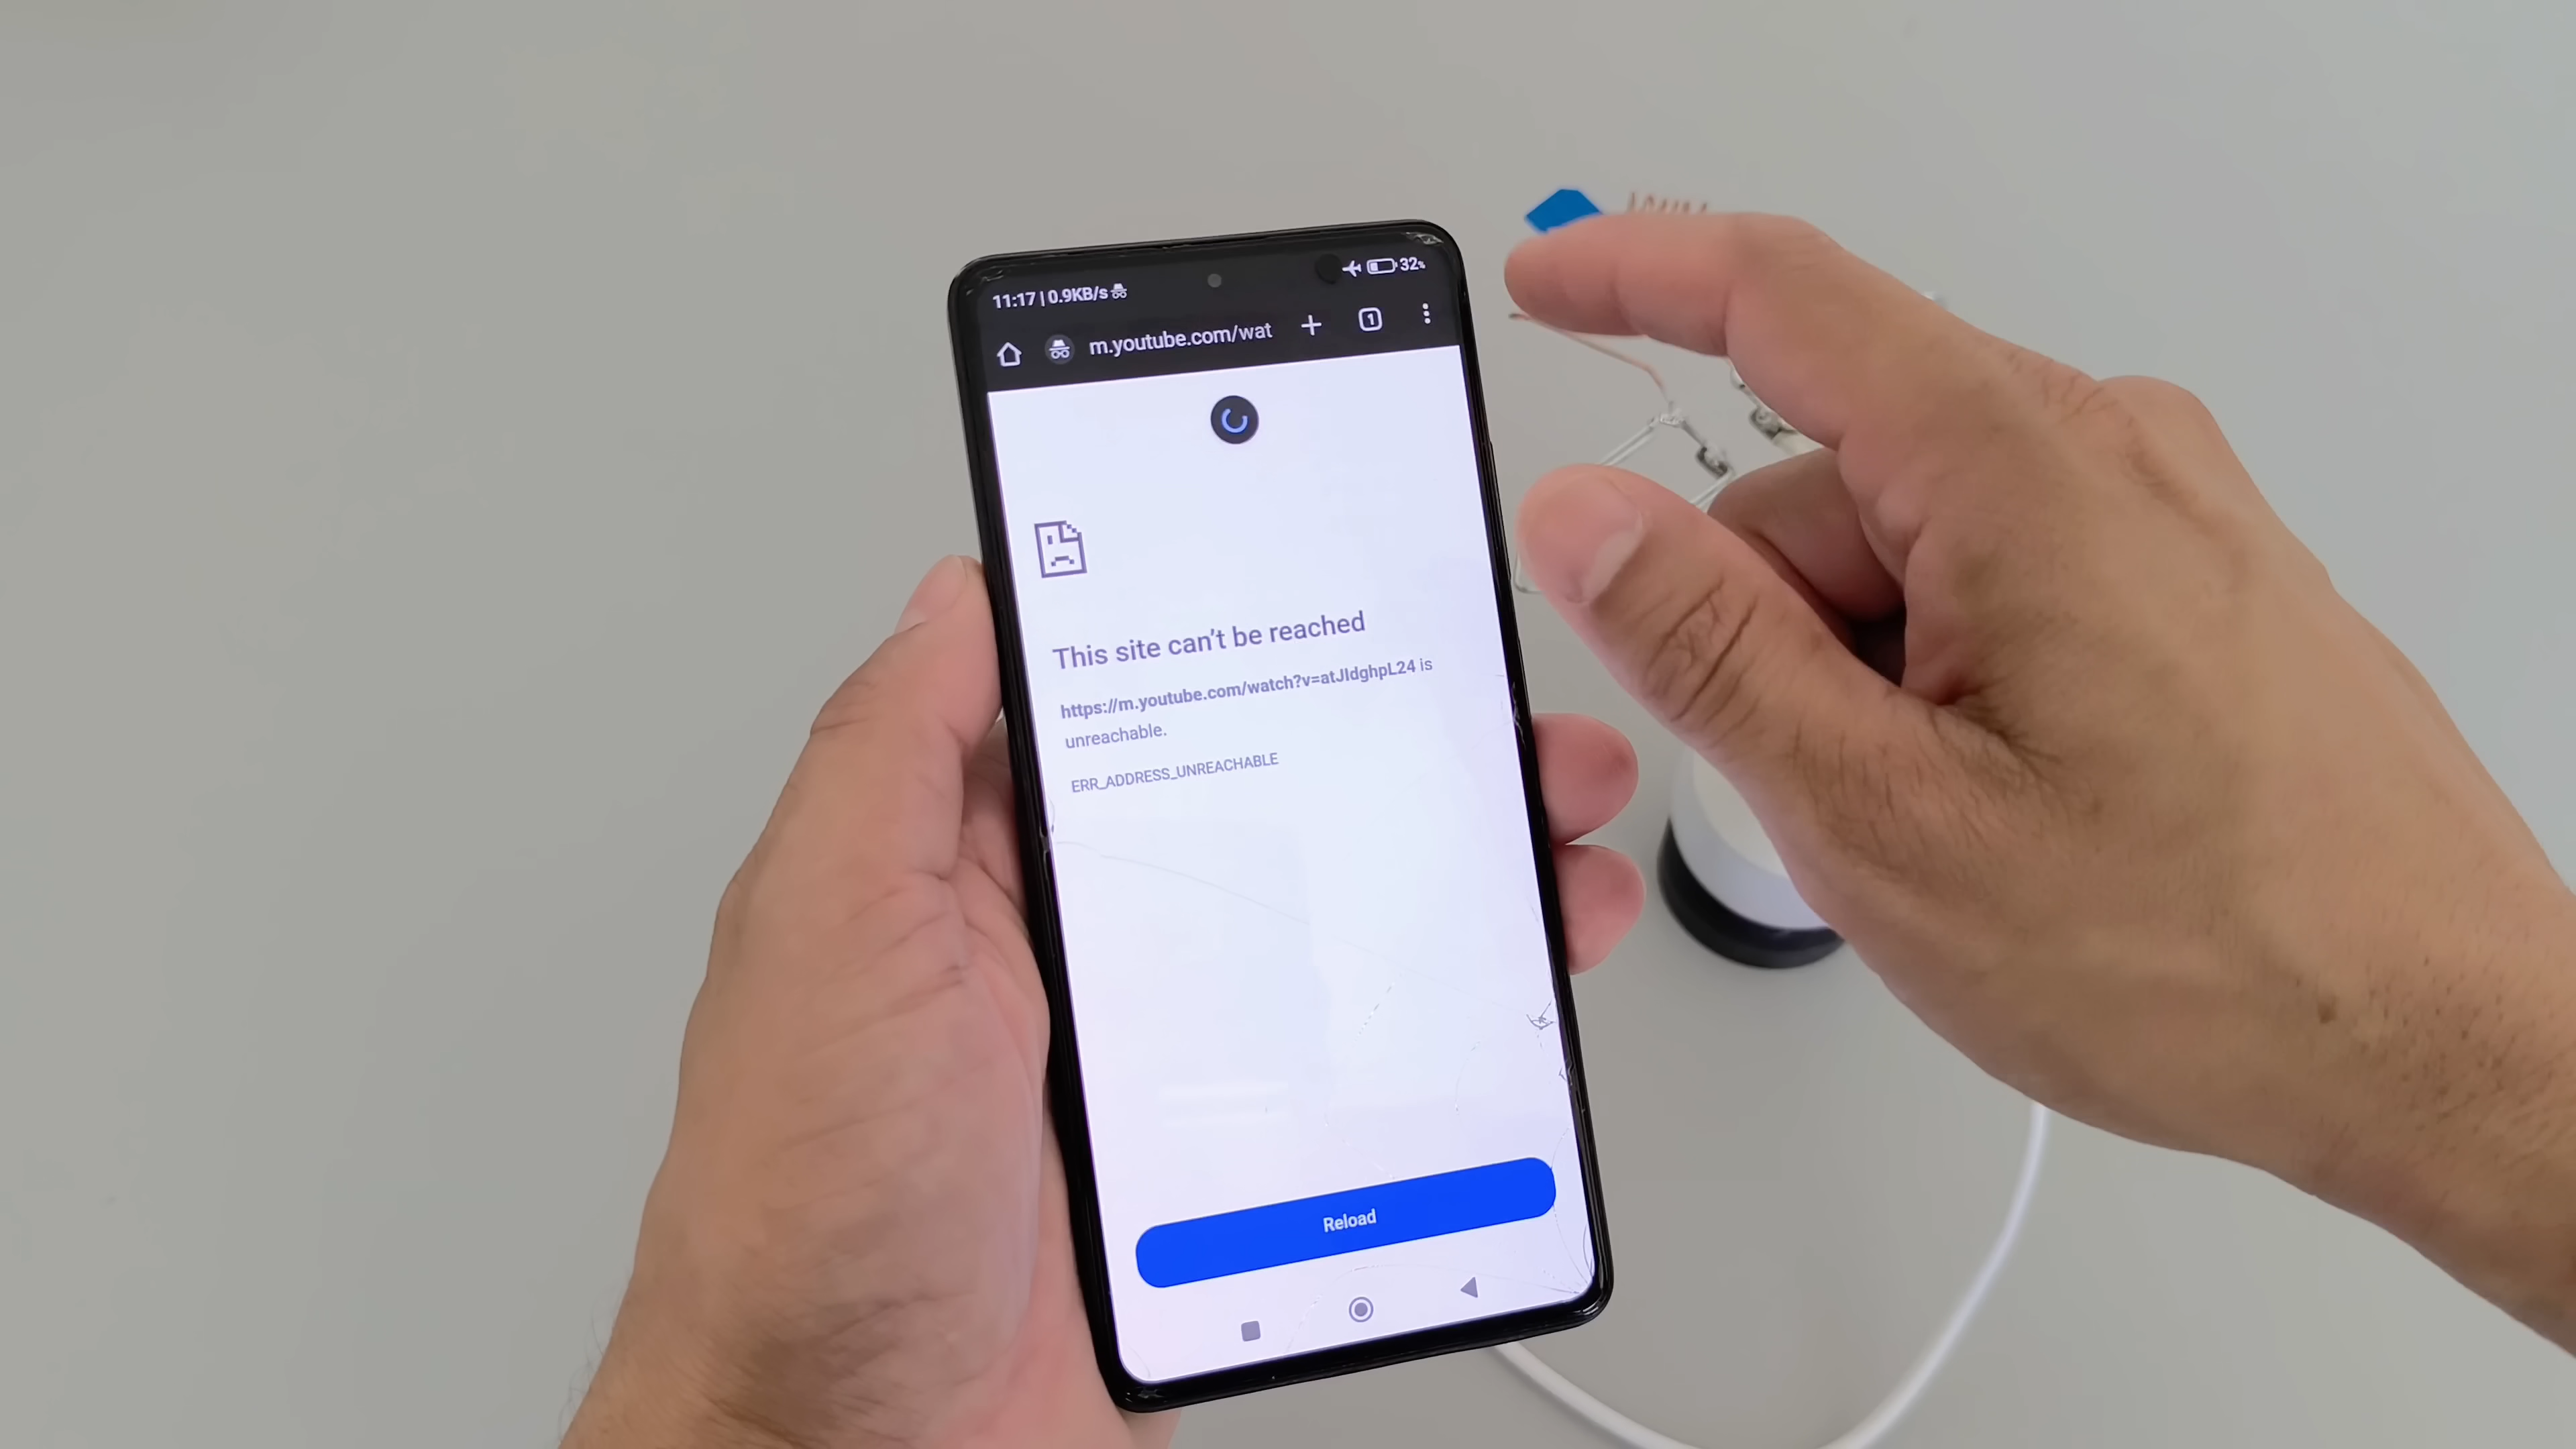 11:17 | 0.9KB/s
32%
m.youtube.com/wat
1
This site can't be reached
https://m.youtube.com/watch?v=atJIdghpL24 is
unreachable.
ERR_ADDRESS_UNREACHABLE
Reload